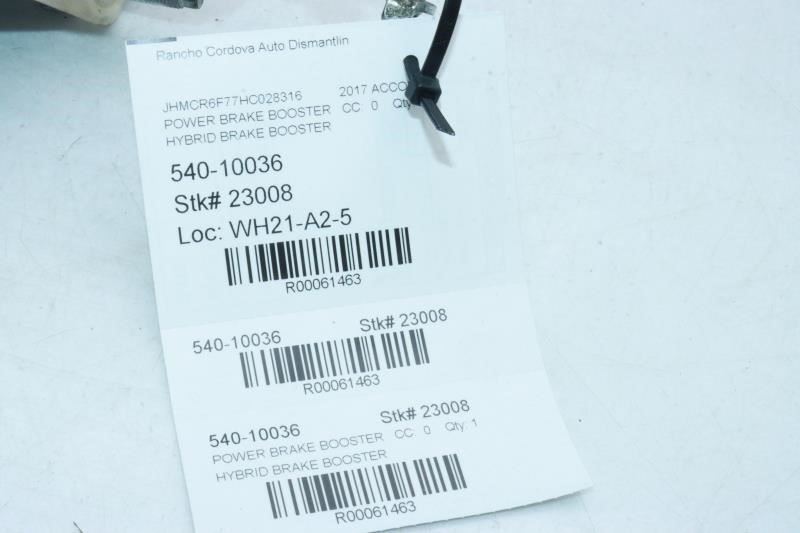 Rancho Cordova Auto Dismantlin
JHMCR6F77HC028316 2017 ACCO
POWER BRAKE BOOSTER CC: 0 Qty
HYBRID BRAKE BOOSTER
540-10036
Stk# 23008
Loc: WH21-A2-5
R00061463
540-10036 Stk# 23008
R00061463
540-10036 Stk# 23008
POWER BRAKE BOOSTER CC: 0 Qty: 1
HYBRID BRAKE BOOSTER
R00061463